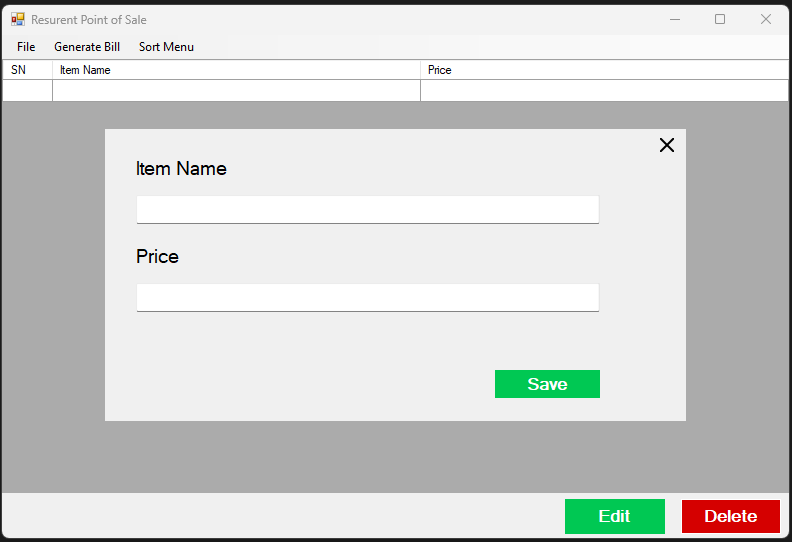 Resurent Point of Sale
File Generate Bill Sort Menu
SN Item Name Price
Item Name
Price
Save
Edit Delete